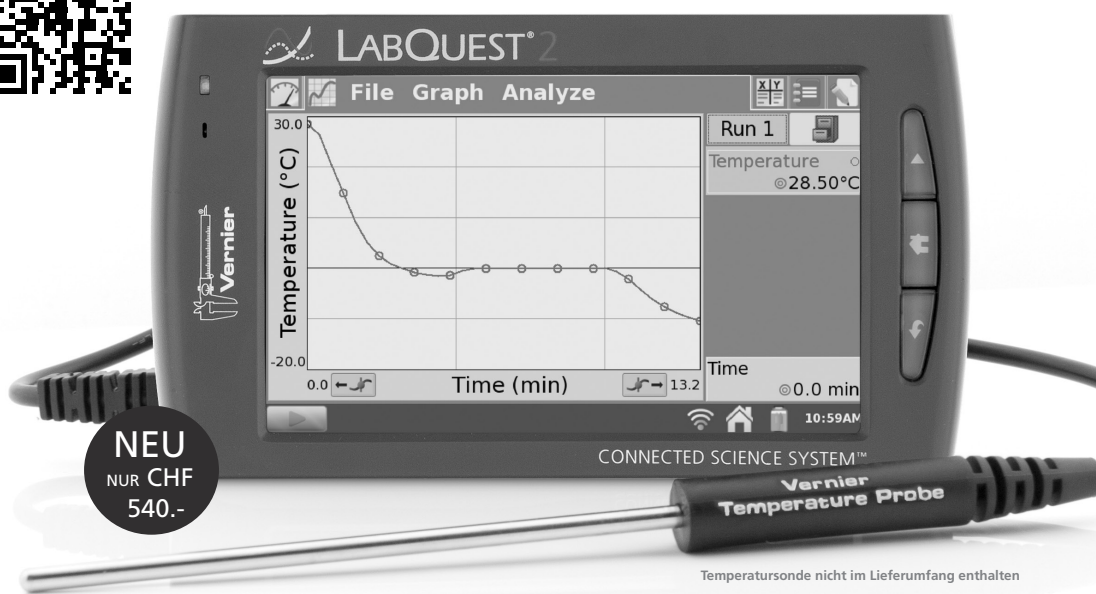 LABQUEST® 2
File Graph Analyze
X Y
30.0
Temperature (°C)
-20.0
0.0
Time (min)
13.2
Run 1
Temperature
28.50°C
Time
0.0 min
10:59AM
Vernier
CONNECTED SCIENCE SYSTEM™
NEU
NUR CHF
540.-
Vernier
Temperature Probe
Temperatursonde nicht im Lieferumfang enthalten